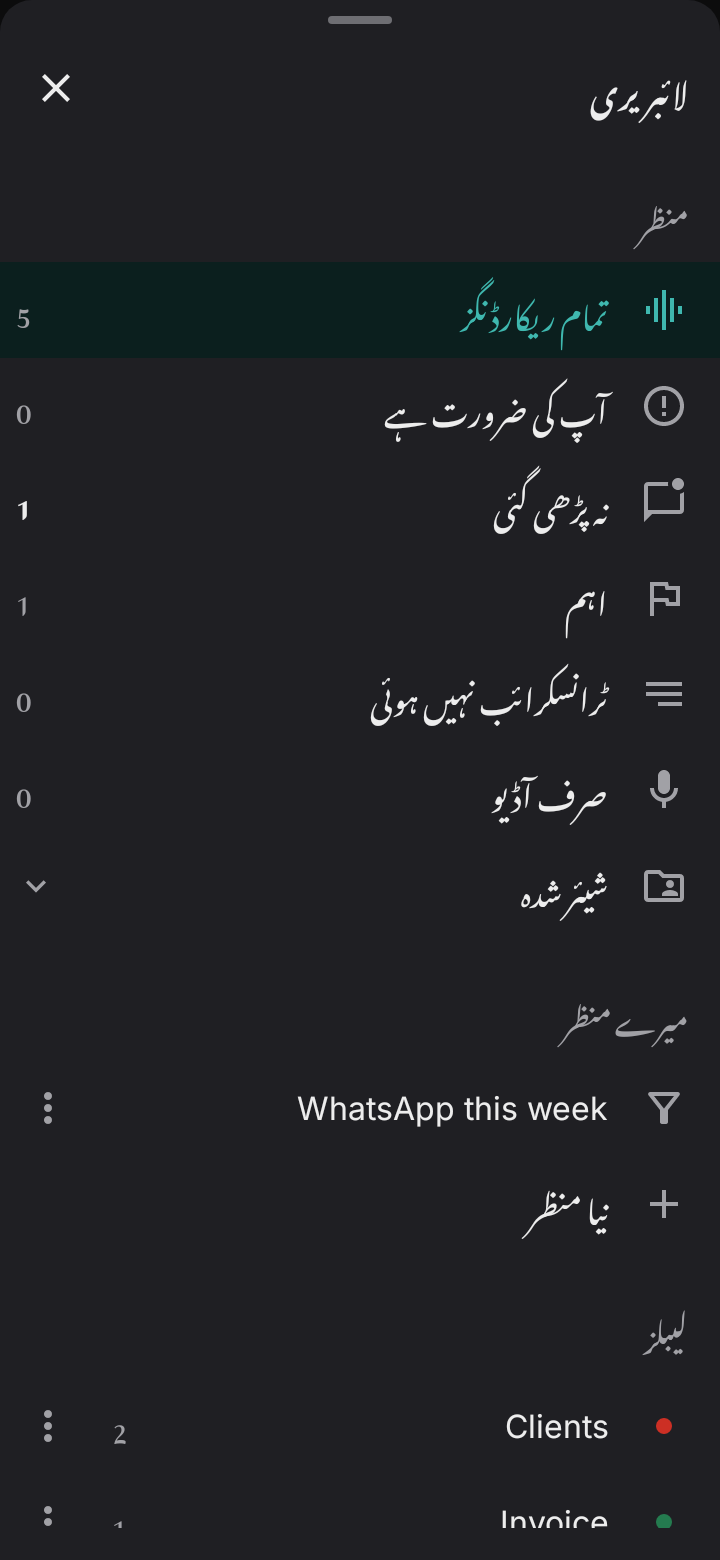 لائبریری
منظر
تمام ریکارڈنگز 5
آپ کی ضرورت ہے 0
نہ پڑھی گئی 1
اہم 1
ٹرانسکرائب نہیں ہوئی 0
صرف آڈیو 0
شیئر شدہ
میرے منظر
WhatsApp this week
نیا منظر
لیبلز
Clients 2
Invoice 1